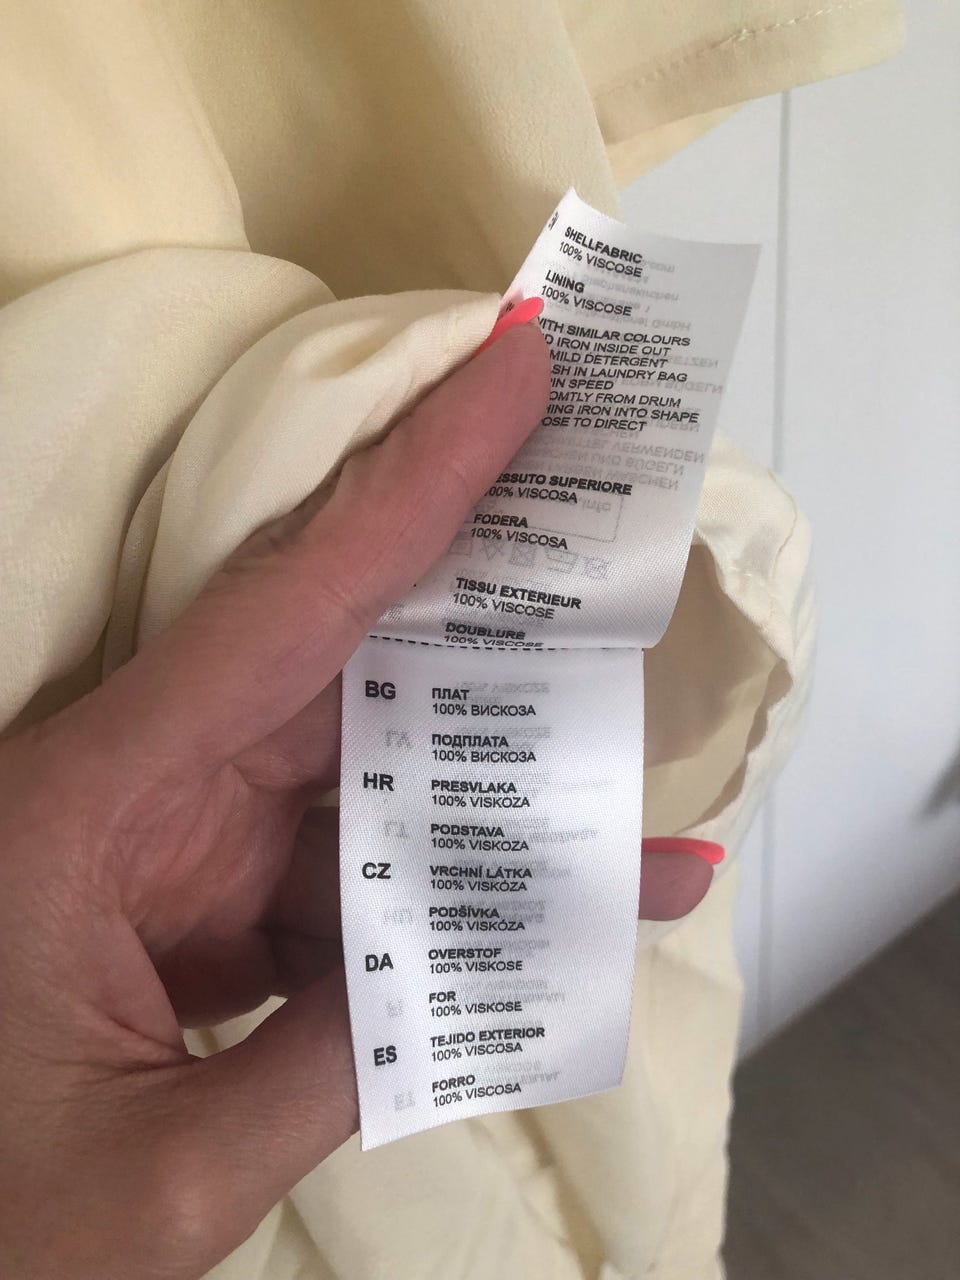 SHELLFABRIC
100% VISCOSE
LINING
100% VISCOSE
WITH SIMILAR COLOURS
IRON INSIDE OUT
MILD DETERGENT
IN LAUNDRY BAG
SPEED
FROM DRUM
IRON INTO SHAPE
TO DIRECT
SUPERIORE
100% VISCOSA
FODERA
100% VISCOSA
TISSU EXTERIEUR
100% VISCOSE
DOUBLURE
100% VISCOSE
BG ПЛАТ
100% ВИСКОЗА
ПОДПЛАТА
100% ВИСКОЗА
HR PRESVLAKA
100% VISKOZA
PODSTAVA
100% VISKOZA
CZ VRCHNÍ LÁTKA
100% VISKÓZA
PODŠÍVKA
100% VISKÓZA
DA OVERSTOF
100% VISKOSE
FOR
100% VISKOSE
ES TEJIDO EXTERIOR
100% VISCOSA
FORRO
100% VISCOSA